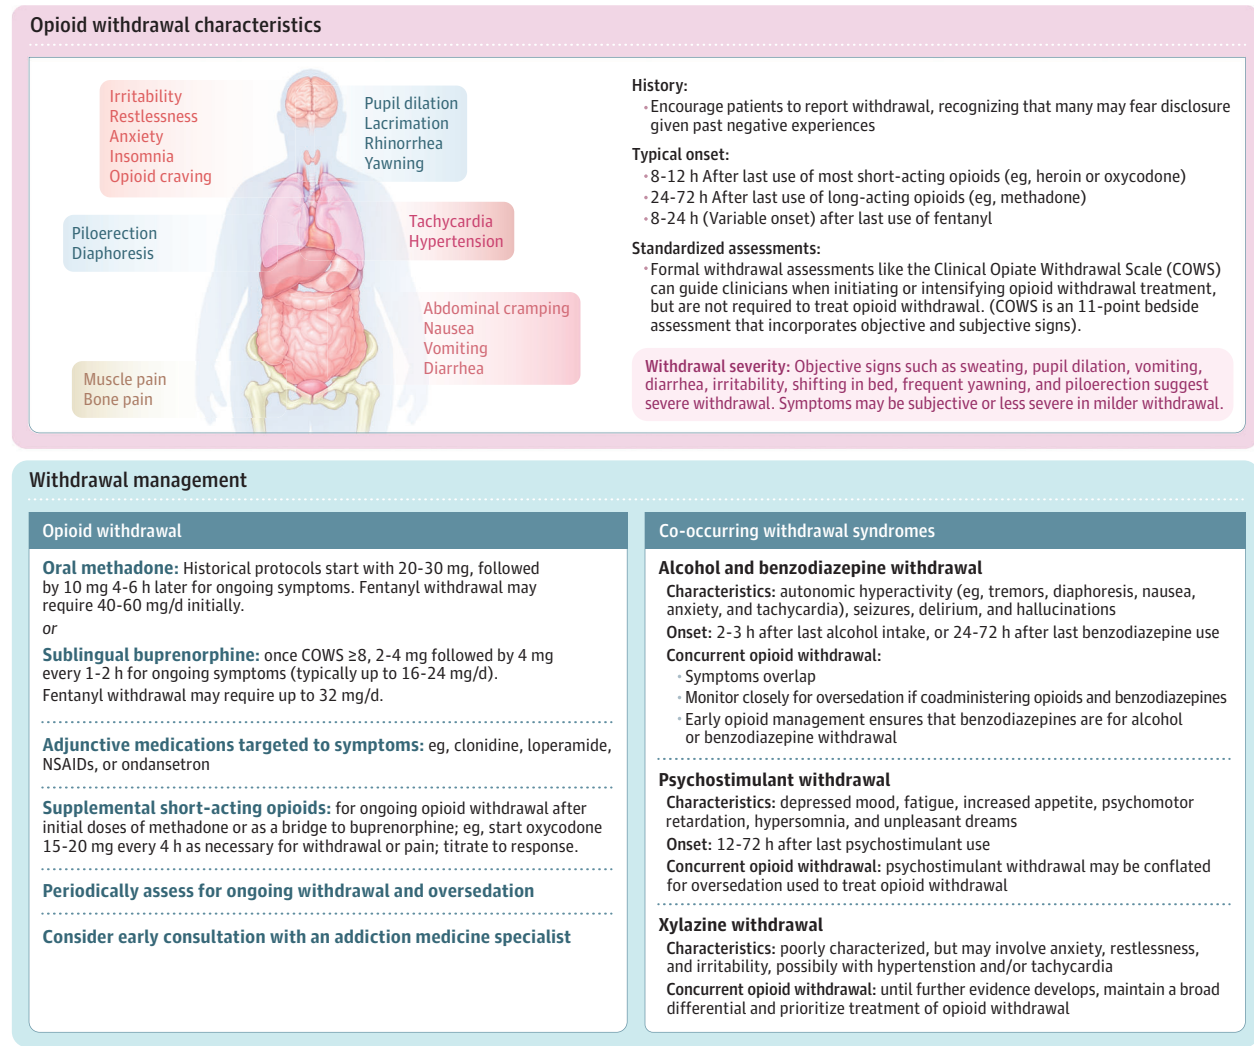 Opioid withdrawal characteristics
Irritability
Restlessness
Anxiety
Insomnia
Opioid craving
Pupil dilation
Lacrimation
Rhinorrhea
Yawning
Piloerection
Diaphoresis
Tachycardia
Hypertension
Abdominal cramping
Nausea
Vomiting
Diarrhea
Muscle pain
Bone pain
History:
• Encourage patients to report withdrawal, recognizing that many may fear disclosure
given past negative experiences
Typical onset:
• 8-12 h After last use of most short-acting opioids (eg, heroin or oxycodone)
• 24-72 h After last use of long-acting opioids (eg, methadone)
• 8-24 h (Variable onset) after last use of fentanyl
Standardized assessments:
• Formal withdrawal assessments like the Clinical Opiate Withdrawal Scale (COWS)
can guide clinicians when initiating or intensifying opioid withdrawal treatment,
but are not required to treat opioid withdrawal. (COWS is an 11-point bedside
assessment that incorporates objective and subjective signs).
Withdrawal severity: Objective signs such as sweating, pupil dilation, vomiting,
diarrhea, irritability, shifting in bed, frequent yawning, and piloerection suggest
severe withdrawal. Symptoms may be subjective or less severe in milder withdrawal.
Withdrawal management
Opioid withdrawal
Oral methadone: Historical protocols start with 20-30 mg, followed
by 10 mg 4-6 h later for ongoing symptoms. Fentanyl withdrawal may
require 40-60 mg/d initially.
or
Sublingual buprenorphine: once COWS ≥8, 2-4 mg followed by 4 mg
every 1-2 h for ongoing symptoms (typically up to 16-24 mg/d).
Fentanyl withdrawal may require up to 32 mg/d.
Adjunctive medications targeted to symptoms: eg, clonidine, loperamide,
NSAIDs, or ondansetron
Supplemental short-acting opioids: for ongoing opioid withdrawal after
initial doses of methadone or as a bridge to buprenorphine; eg, start oxycodone
15-20 mg every 4 h as necessary for withdrawal or pain; titrate to response.
Periodically assess for ongoing withdrawal and oversedation
Consider early consultation with an addiction medicine specialist
Co-occurring withdrawal syndromes
Alcohol and benzodiazepine withdrawal
Characteristics: autonomic hyperactivity (eg, tremors, diaphoresis, nausea,
anxiety, and tachycardia), seizures, delirium, and hallucinations
Onset: 2-3 h after last alcohol intake, or 24-72 h after last benzodiazepine use
Concurrent opioid withdrawal:
• Symptoms overlap
• Monitor closely for oversedation if coadministering opioids and benzodiazepines
• Early opioid management ensures that benzodiazepines are for alcohol
or benzodiazepine withdrawal
Psychostimulant withdrawal
Characteristics: depressed mood, fatigue, increased appetite, psychomotor
retardation, hypersomnia, and unpleasant dreams
Onset: 12-72 h after last psychostimulant use
Concurrent opioid withdrawal: psychostimulant withdrawal may be conflated
for oversedation used to treat opioid withdrawal
Xylazine withdrawal
Characteristics: poorly characterized, but may involve anxiety, restlessness,
and irritability, possibily with hypertenstion and/or tachycardia
Concurrent opioid withdrawal: until further evidence develops, maintain a broad
differential and prioritize treatment of opioid withdrawal